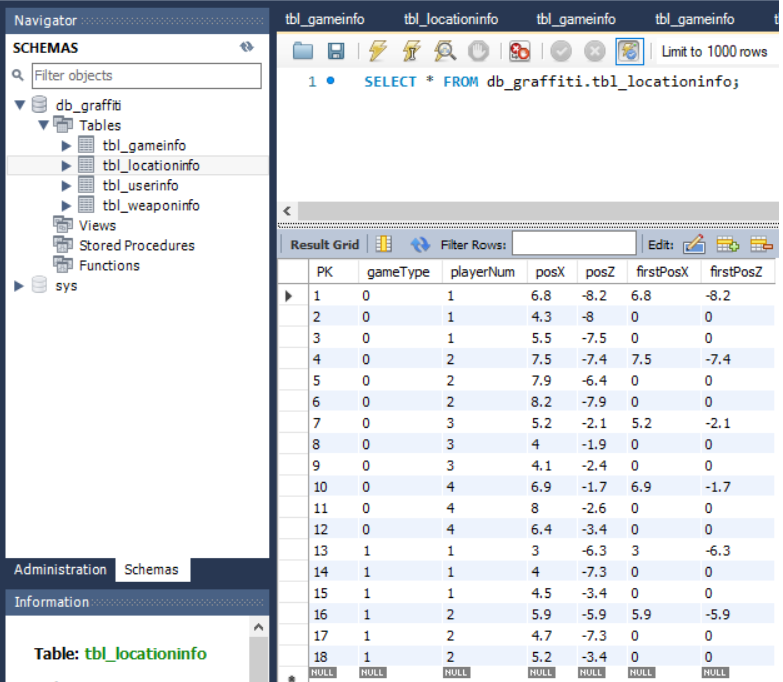 Navigator
SCHEMAS
Filter objects
db_graffiti
Tables
tbl_gameinfo
tbl_locationinfo
tbl_userinfo
tbl_weaponinfo
Views
Stored Procedures
Functions
sys
Administration Schemas
Information
Table: tbl_locationinfo
tbl_gameinfo tbl_locationinfo tbl_gameinfo tbl_gameinfo
Limit to 1000 rows
1 SELECT * FROM db_graffiti.tbl_locationinfo;
Result Grid Filter Rows: Edit:
PK gameType playerNum posX posZ firstPosX firstPosZ
1 0 1 6.8 -8.2 6.8 -8.2
2 0 1 4.3 -8 0 0
3 0 1 5.5 -7.5 0 0
4 0 2 7.5 -7.4 7.5 -7.4
5 0 2 7.9 -6.4 0 0
6 0 2 8.2 -7.9 0 0
7 0 3 5.2 -2.1 5.2 -2.1
8 0 3 4 -1.9 0 0
9 0 3 4.1 -2.4 0 0
10 0 4 6.9 -1.7 6.9 -1.7
11 0 4 8 -2.6 0 0
12 0 4 6.4 -3.4 0 0
13 1 1 3 -6.3 3 -6.3
14 1 1 4 -7.3 0 0
15 1 1 4.5 -3.4 0 0
16 1 2 5.9 -5.9 5.9 -5.9
17 1 2 4.7 -7.3 0 0
18 1 2 5.2 -3.4 0 0
NULL NULL NULL NULL NULL NULL NULL